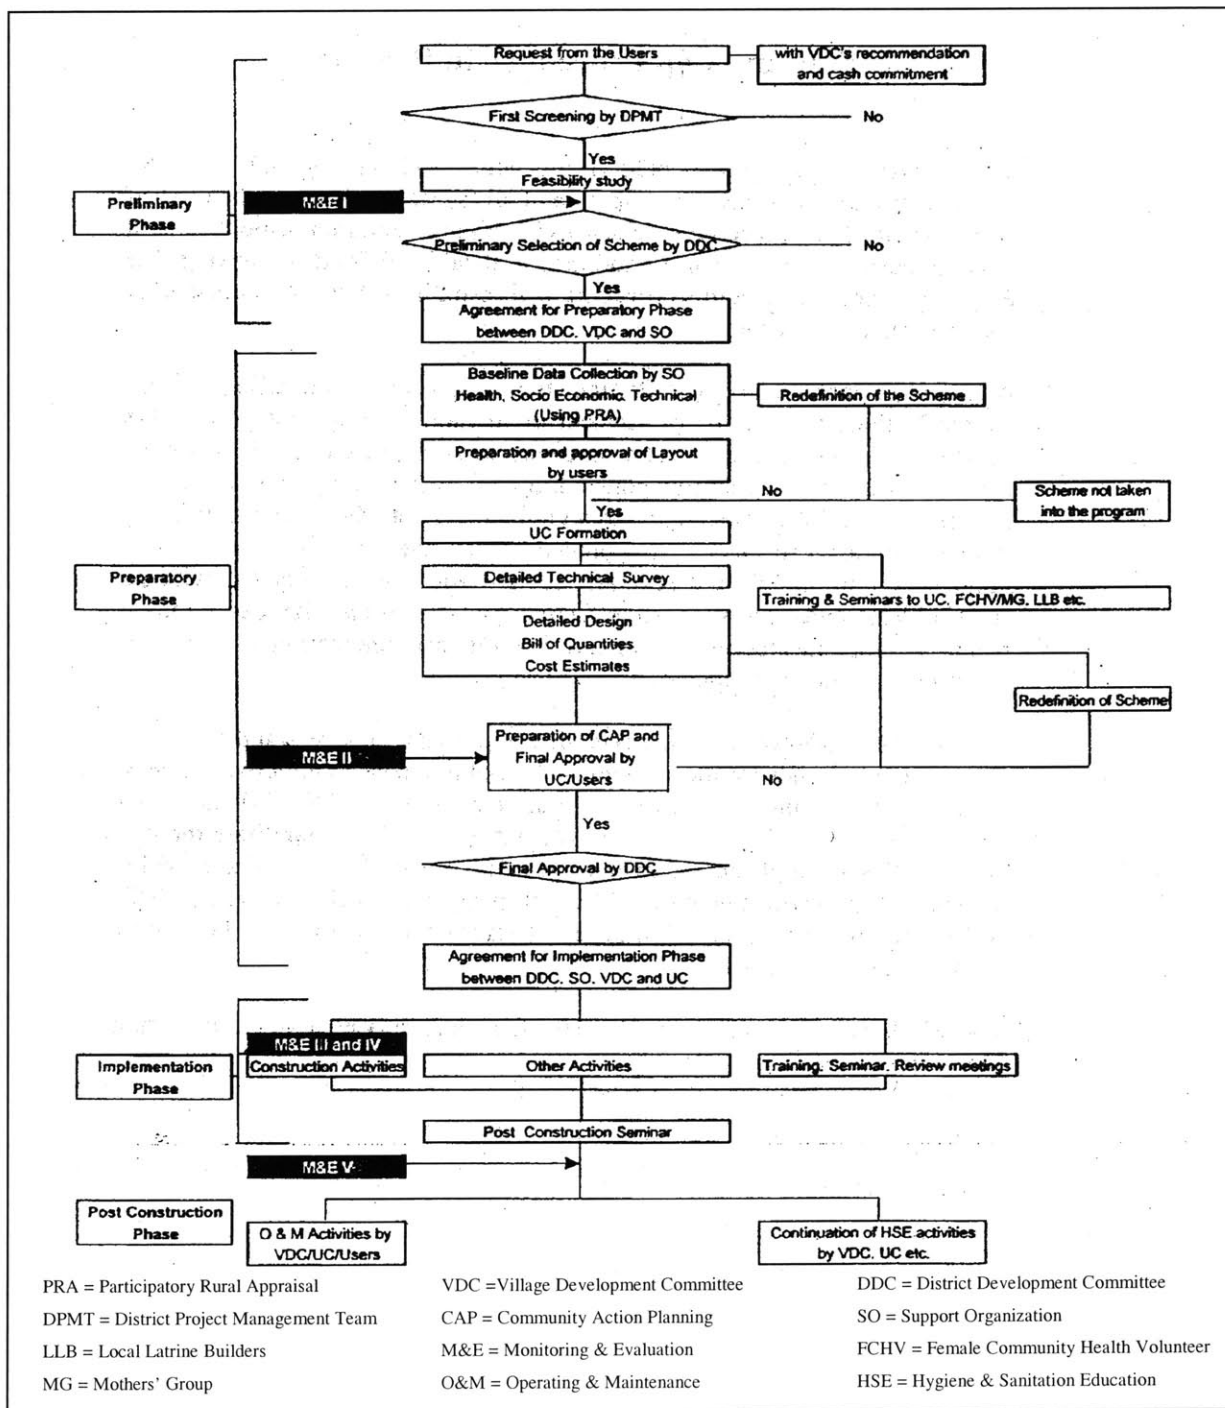 Request from the Users
with VDC's recommendation
and cash commitment
First Screening by DPMT
No
Yes
Feasibility study
Preliminary
Phase
M&E I
Preliminary Selection of Scheme by DDC
No
Yes
Agreement for Preparatory Phase
between DDC. VDC and SO
Baseline Data Collection by SO
Health, Socio Economic. Technical
(Using PRA)
Redefinition of the Scheme
Preparation and approval of Layout
by users
No
Scheme not taken
into the program
Yes
UC Formation
Preparatory
Phase
Detailed Technical Survey
Training & Seminars to UC. FCHV/MG. LLB etc.
Detailed Design
Bill of Quantities
Cost Estimates
Redefinition of Scheme
M&E II
Preparation of CAP and
Final Approval by
UC/Users
No
Yes
Final Approval by DDC
Agreement for Implementation Phase
between DDC. SO. VDC and UC
Implementation
Phase
M&E III and IV
Construction Activities
Other Activities
Training. Seminar. Review meetings
Post Construction Seminar
M&E V
Post Construction
Phase
O & M Activities by
VDC/UC/Users
Continuation of HSE activities
by VDC. UC etc.
PRA = Participatory Rural Appraisal
VDC =Village Development Committee
DDC = District Development Committee
DPMT = District Project Management Team
CAP = Community Action Planning
SO = Support Organization
LLB = Local Latrine Builders
M&E = Monitoring & Evaluation
FCHV = Female Community Health Volunteer
MG = Mothers' Group
O&M = Operating & Maintenance
HSE = Hygiene & Sanitation Education